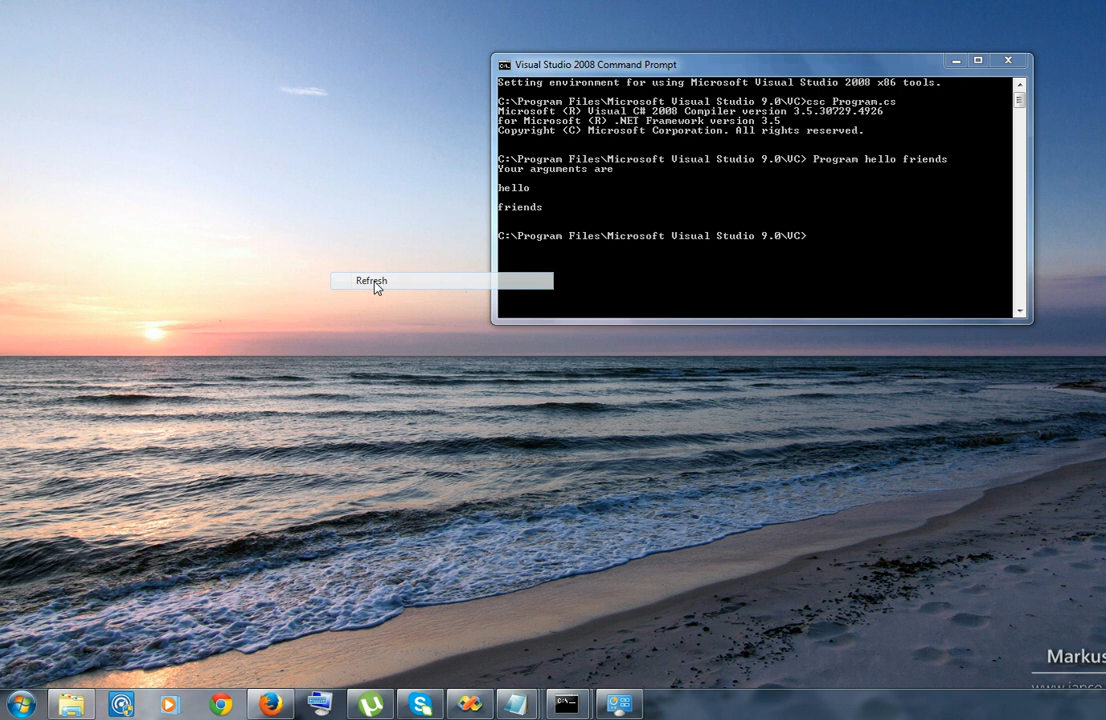 Visual Studio 2008 Command Prompt
Setting environment for using Microsoft Visual Studio 2008 x86 tools.
C:\Program Files\Microsoft Visual Studio 9.0\VC>csc Program.cs
Microsoft (R) Visual C# 2008 Compiler version 3.5.30729.4926
for Microsoft (R) .NET Framework version 3.5
Copyright (C) Microsoft Corporation. All rights reserved.
C:\Program Files\Microsoft Visual Studio 9.0\VC> Program hello friends
Your arguments are
hello
friends
C:\Program Files\Microsoft Visual Studio 9.0\VC>
Refresh
Markus